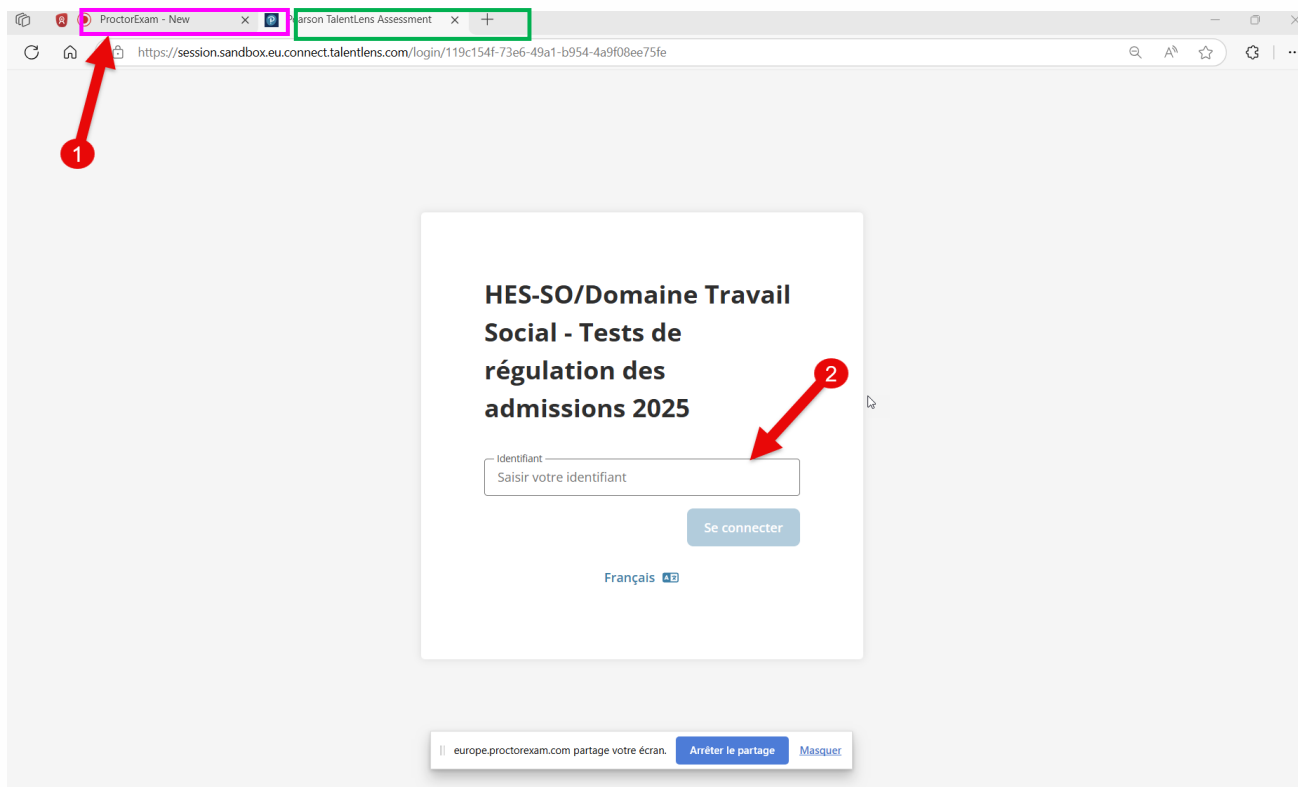 ProctorExam - New
Pearson TalentLens Assessment
https://session.sandbox.eu.connect.talentlens.com/login/119c154f-73e6-49a1-b954-4a9f08ee75fe
1
HES-SO/Domaine Travail
Social - Tests de
régulation des
admissions 2025
2
Identifiant
Saisir votre identifiant
Se connecter
Français
europe.proctorexam.com partage votre écran.
Arrêter le partage
Masquer